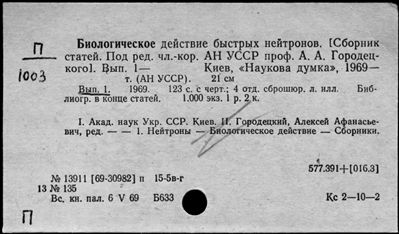 П
1003
Биологическое действие быстрых нейтронов. [Сборник
статей. Под ред. чл.-кор. АН УССР проф. А. А. Городец-
кого]. Вып. 1— Киев, «Наукова думка», 1969—
т. (АН УССР). 21 см
Вып. 1. 1969. 123 с. с черт.; 4 отд. сброшюр. л. илл. Биб-
лиогр. в конце статей. 1.000 экз. 1 р. 2 к.
I. Акад. наук Укр. ССР. Киев. II. Городецкий, Алексей Афанасье-
вич, ред. — — 1. Нейтроны — Биологическое действие — Сборники.
577.391+[016.3]
№ 13911 [69-30982] п 15-5в-г
13 № 135
Вс. кн. пал. 6 V 69 Б633 Кс 2—10—2
П